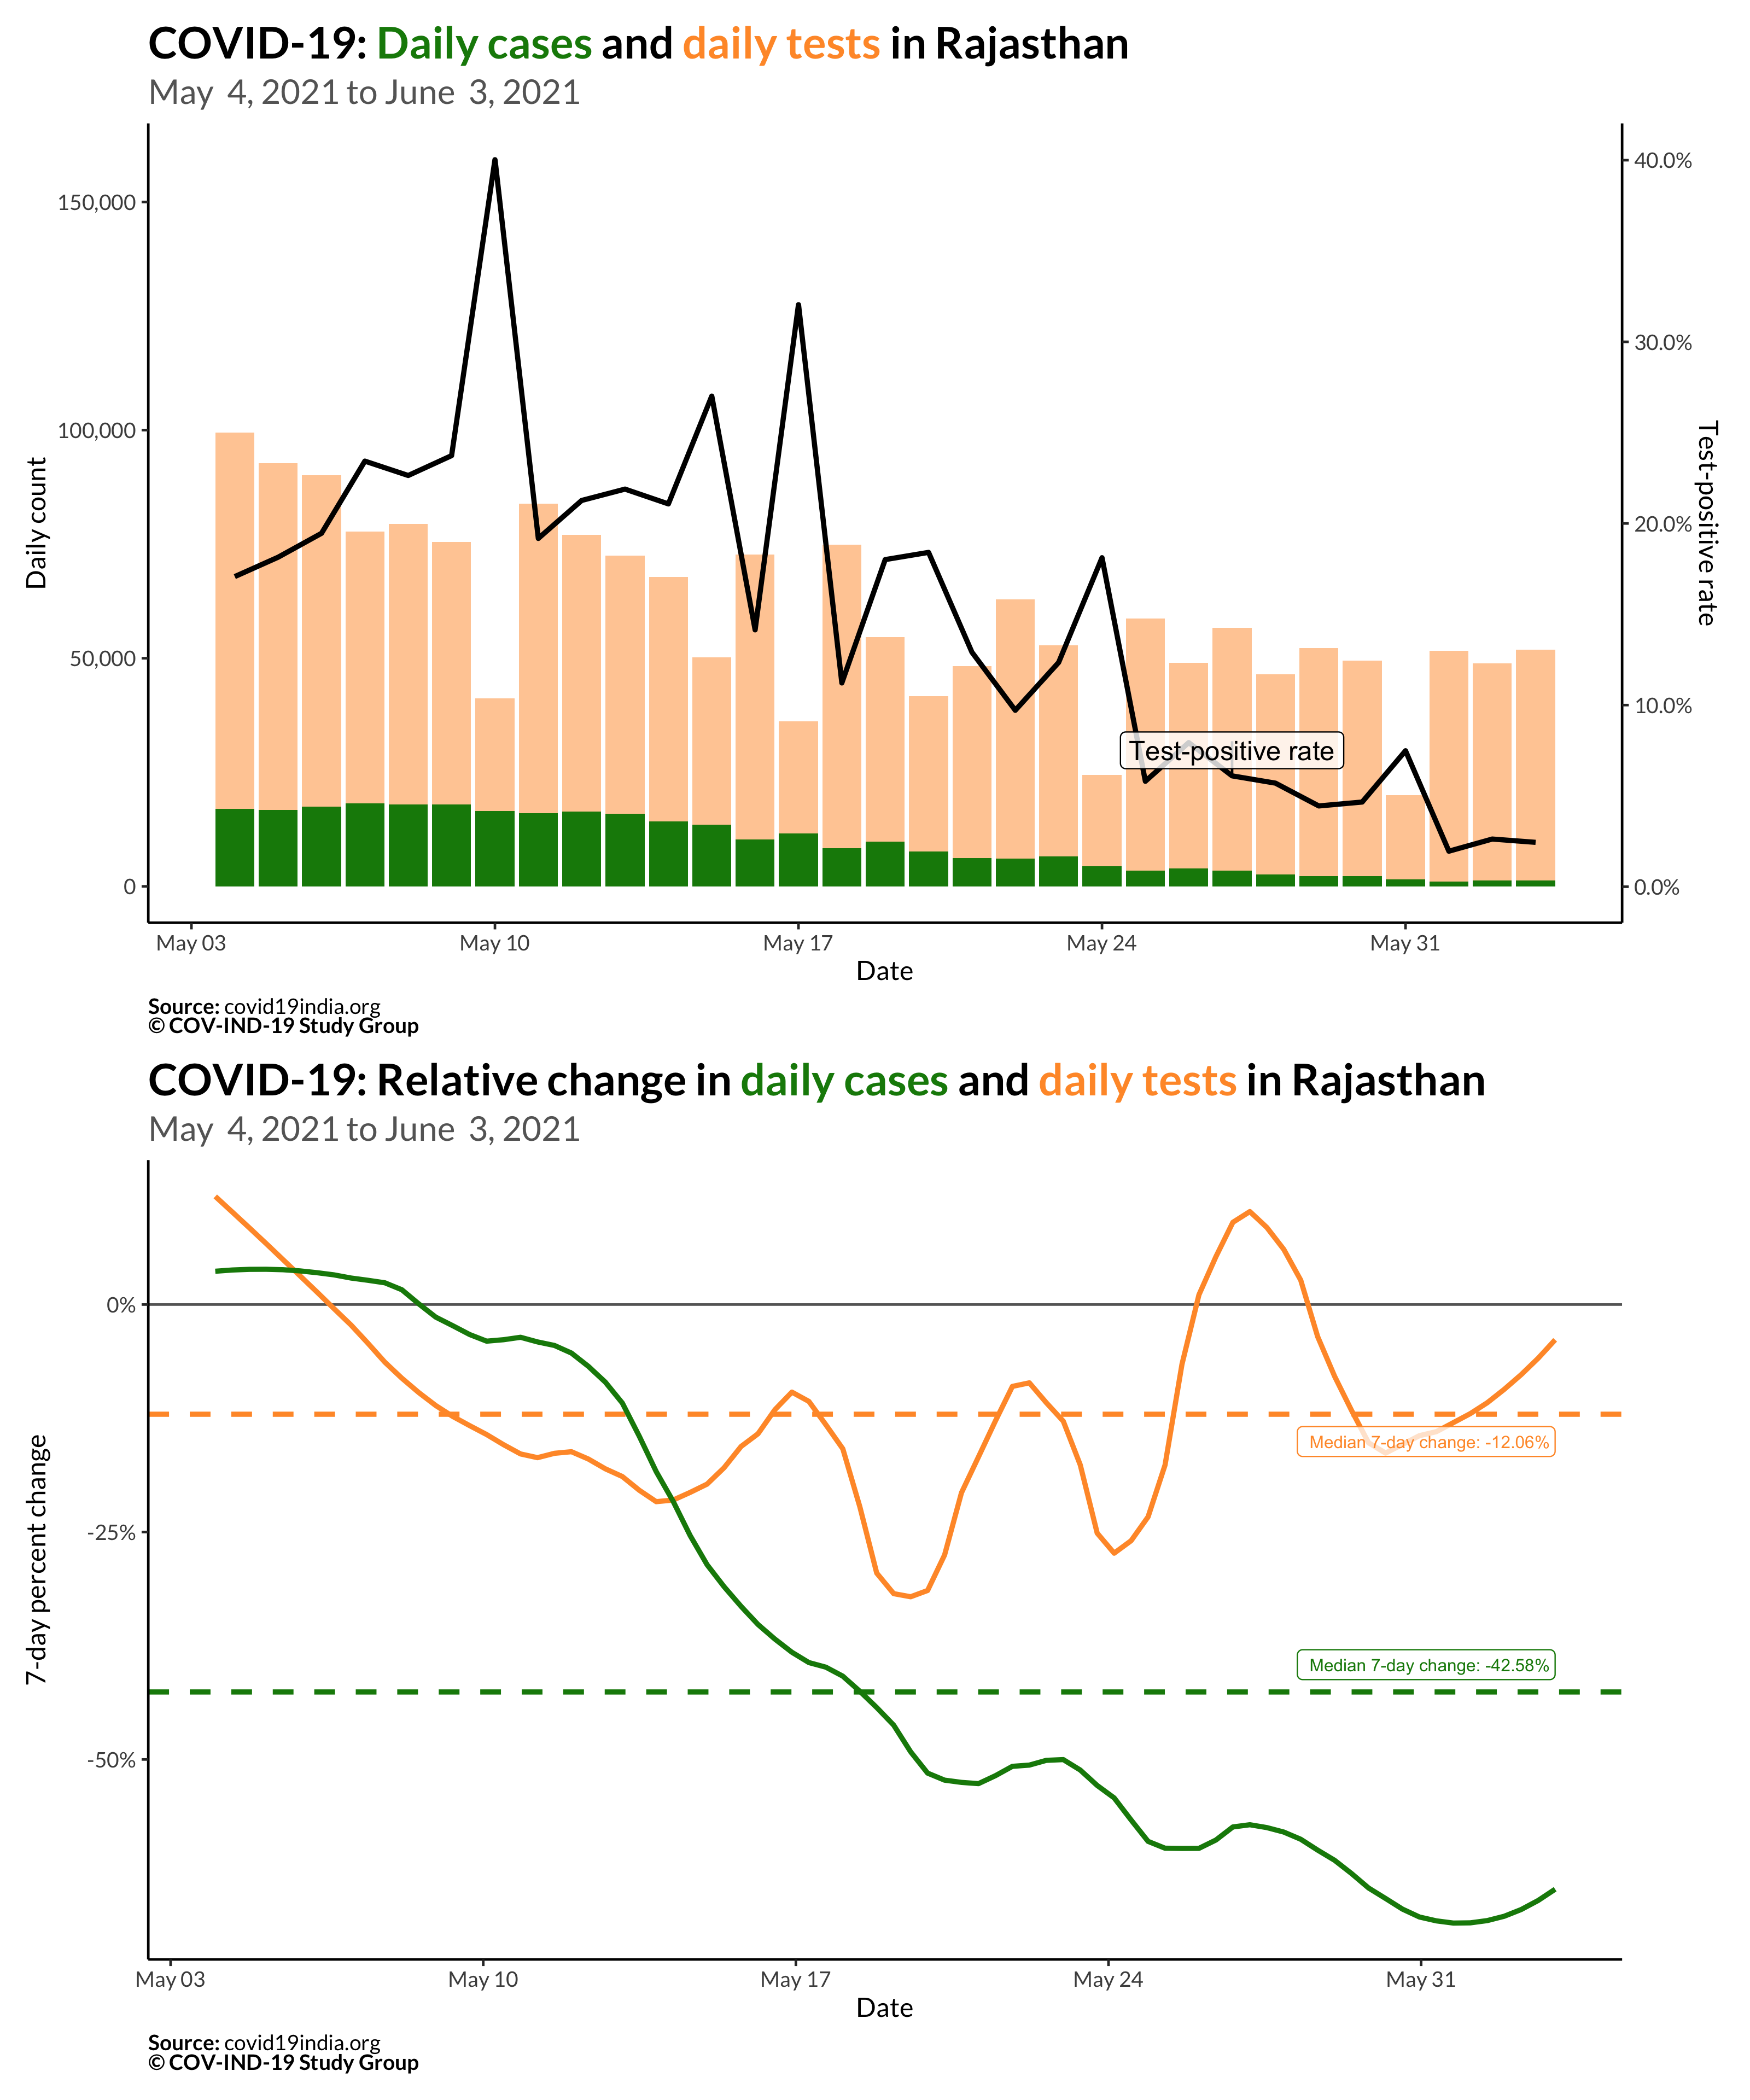 COVID-19: Daily cases and daily tests in Rajasthan
May 4, 2021 to June 3, 2021
150,000
100,000
50,000
0
40.0%
30.0%
20.0%
10.0%
0.0%
Daily count
Test-positive rate
Test-positive rate
May 03
May 10
May 17
May 24
May 31
Date
Source: covid19india.org
© COV-IND-19 Study Group
COVID-19: Relative change in daily cases and daily tests in Rajasthan
May 4, 2021 to June 3, 2021
0%
-25%
-50%
7-day percent change
Median 7-day change: -12.06%
Median 7-day change: -42.58%
May 03
May 10
May 17
May 24
May 31
Date
Source: covid19india.org
© COV-IND-19 Study Group